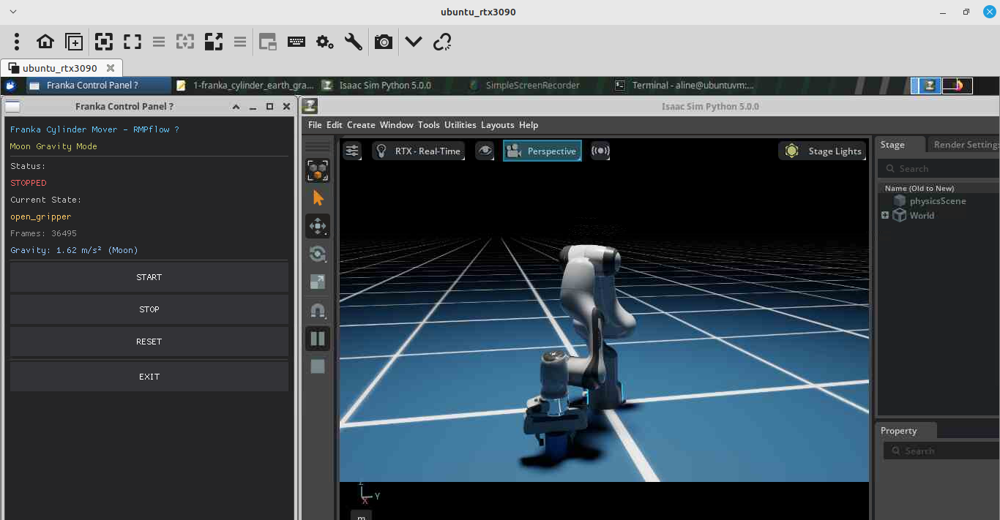 ubuntu_rtx3090
ubuntu_rtx3090
Franka Control Panel ?
1-franka_cylinder_earth_gra...
Isaac Sim Python 5.0.0
SimpleScreenRecorder
Terminal - aline@ubuntuvm:...
Franka Control Panel ?
Franka Cylinder Mover - RMPflow ?
Moon Gravity Mode
Status:
STOPPED
Current State:
open_gripper
Frames: 36495
Gravity: 1.62 m/s² (Moon)
START
STOP
RESET
EXIT
Isaac Sim Python 5.0.0
File Edit Create Window Tools Utilities Layouts Help
RTX - Real-Time
Perspective
Stage Lights
Z
Y
X
m
Stage
Render Settings
Search
Name (Old to New)
physicsScene
World
Property
Search